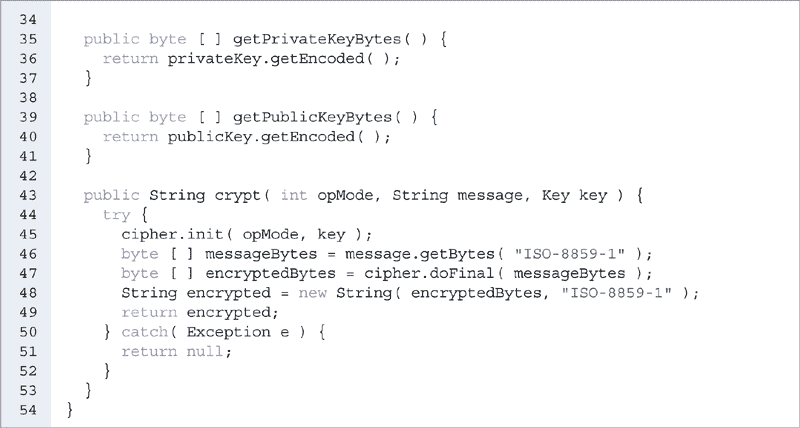 34
35 public byte [ ] getPrivateKeyBytes( ) {
36 return privateKey.getEncoded( );
37 }
38
39 public byte [ ] getPublicKeyBytes( ) {
40 return publicKey.getEncoded( );
41 }
42
43 public String crypt( int opMode, String message, Key key ) {
44 try {
45 cipher.init( opMode, key );
46 byte [ ] messageBytes = message.getBytes( "ISO-8859-1" );
47 byte [ ] encryptedBytes = cipher.doFinal( messageBytes );
48 String encrypted = new String( encryptedBytes, "ISO-8859-1" );
49 return encrypted;
50 } catch( Exception e ) {
51 return null;
52 }
53 }
54 }